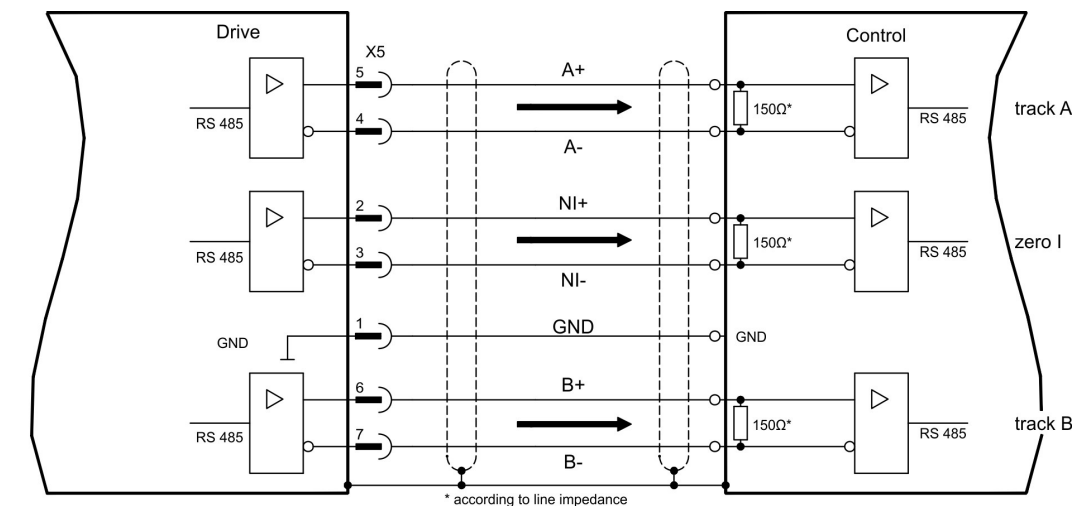 Drive
X5
Control
5
A+
RS 485
4
A-
150Ω*
RS 485
track A
2
NI+
RS 485
3
NI-
150Ω*
RS 485
zero I
GND
1
GND
GND
6
B+
RS 485
7
B-
150Ω*
RS 485
track B
* according to line impedance